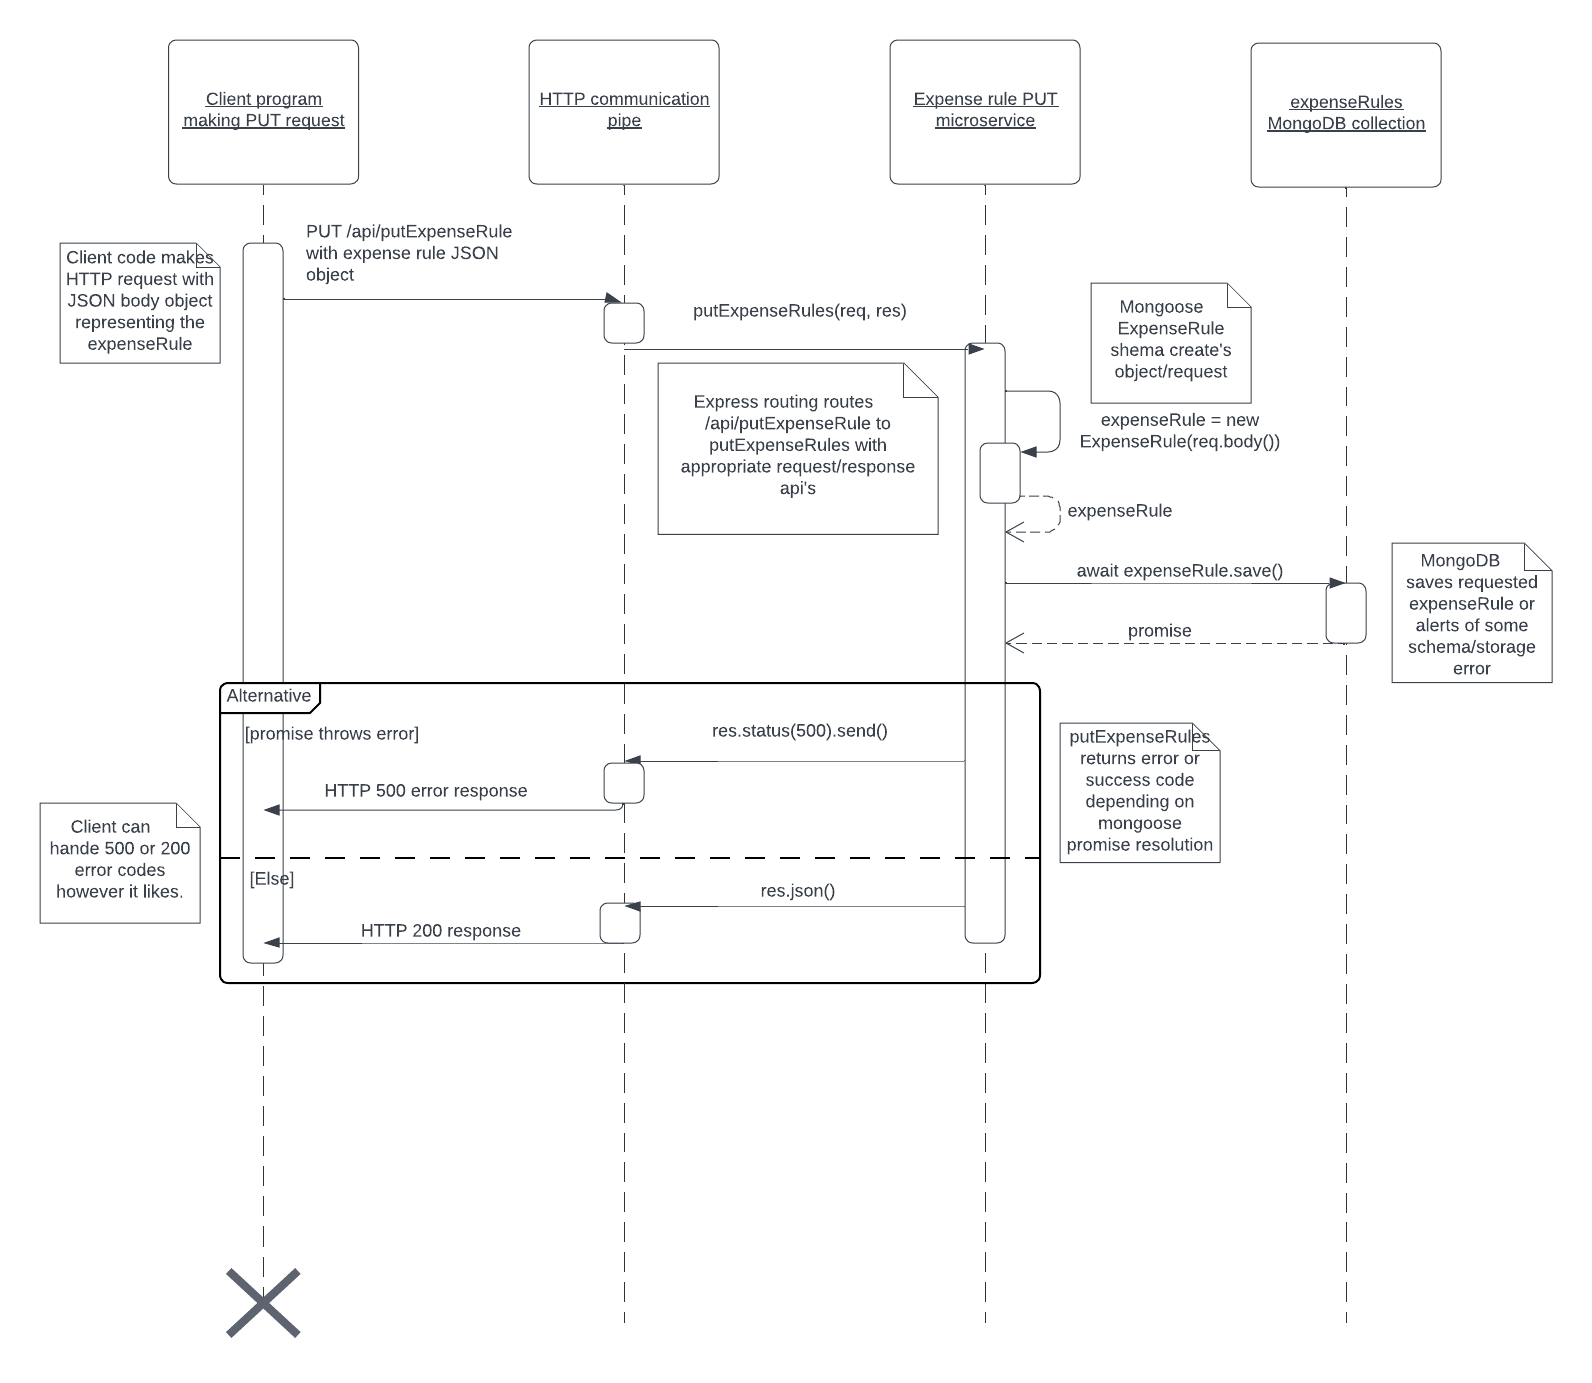 Client program
making PUT request
HTTP communication
pipe
Expense rule PUT
microservice
expenseRules
MongoDB collection
Client code makes
HTTP request with
JSON body object
representing the
expenseRule
PUT /api/putExpenseRule
with expense rule JSON
object
putExpenseRules(req, res)
Mongoose
ExpenseRule
shema create's
object/request
Express routing routes
/api/putExpenseRule to
putExpenseRules with
appropriate request/response
api's
expenseRule = new
ExpenseRule(req.body())
expenseRule
await expenseRule.save()
promise
MongoDB
saves requested
expenseRule or
alerts of some
schema/storage
error
Alternative
[promise throws error]
res.status(500).send()
HTTP 500 error response
putExpenseRules
returns error or
success code
depending on
mongoose
promise resolution
Client can
hande 500 or 200
error codes
however it likes.
[Else]
res.json()
HTTP 200 response